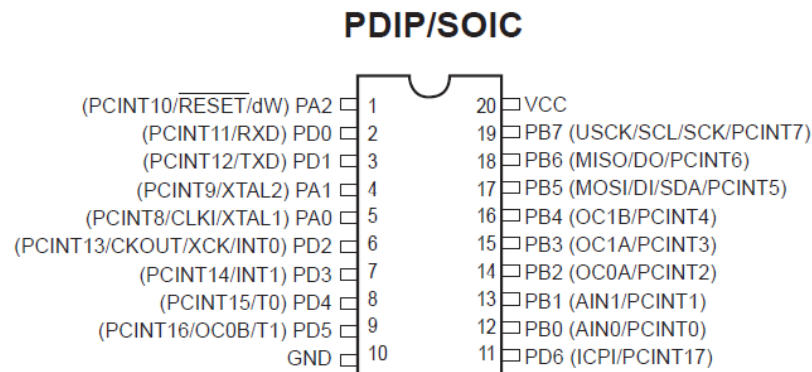 PDIP/SOIC
(PCINT10/RESET/dW) PA2 1 20 VCC
(PCINT11/RXD) PD0 2 19 PB7 (USCK/SCL/SCK/PCINT7)
(PCINT12/TXD) PD1 3 18 PB6 (MISO/DO/PCINT6)
(PCINT9/XTAL2) PA1 4 17 PB5 (MOSI/DI/SDA/PCINT5)
(PCINT8/CLKI/XTAL1) PA0 5 16 PB4 (OC1B/PCINT4)
(PCINT13/CKOUT/XCK/INT0) PD2 6 15 PB3 (OC1A/PCINT3)
(PCINT14/INT1) PD3 7 14 PB2 (OC0A/PCINT2)
(PCINT15/T0) PD4 8 13 PB1 (AIN1/PCINT1)
(PCINT16/OC0B/T1) PD5 9 12 PB0 (AIN0/PCINT0)
GND 10 11 PD6 (ICPI/PCINT17)